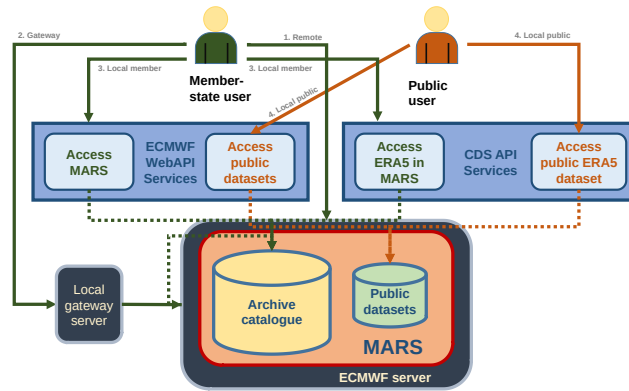 2. Gateway
1. Remote
4. Local public
3. Local member
3. Local member
Member-
state user
Public
user
4. Local public
Access
MARS
ECMWF
WebAPI
Services
Access
public
datasets
Access
ERA5 in
MARS
CDS API
Services
Access
public ERA5
dataset
Local
gateway
server
Archive
catalogue
Public
datasets
MARS
ECMWF server